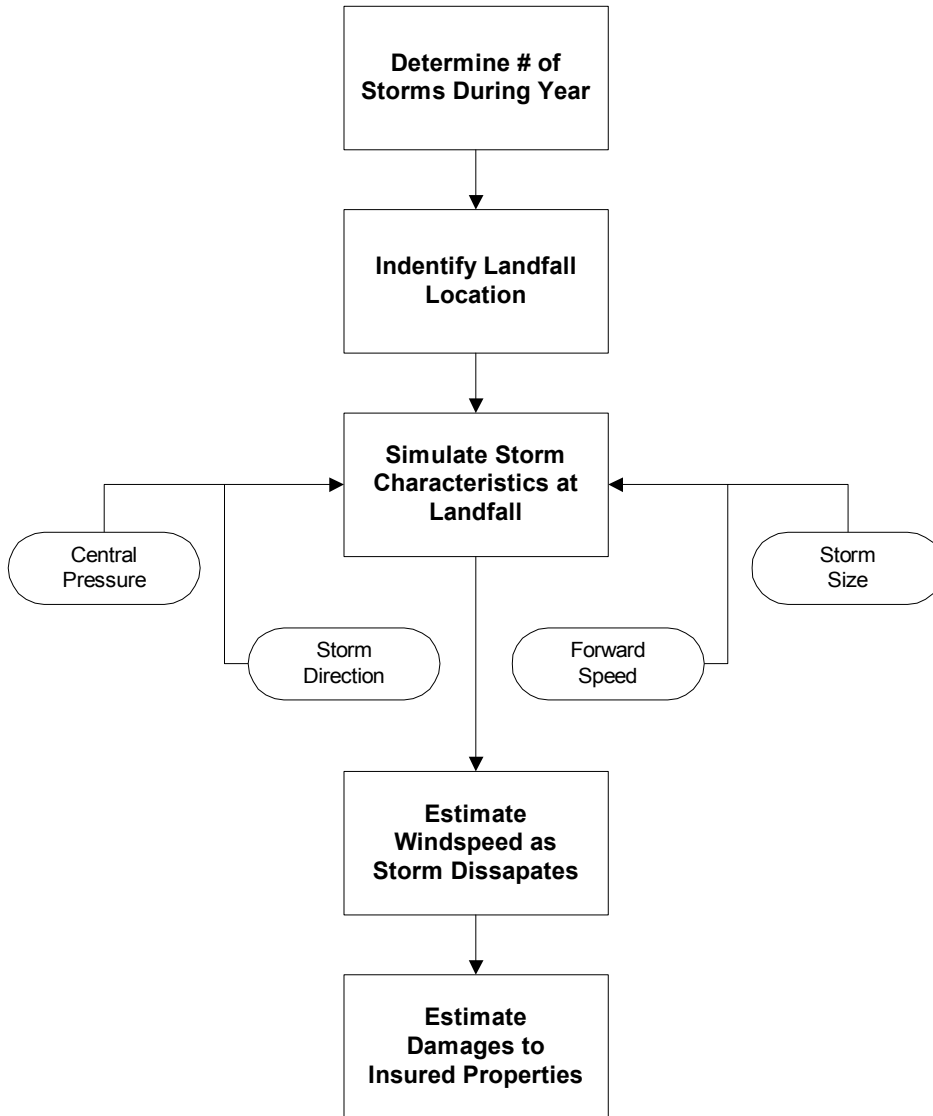 Determine # of
Storms During Year
Indentify Landfall
Location
Simulate Storm
Characteristics at
Landfall
Central
Pressure
Storm
Size
Storm
Direction
Forward
Speed
Estimate
Windspeed as
Storm Dissapates
Estimate
Damages to
Insured Properties